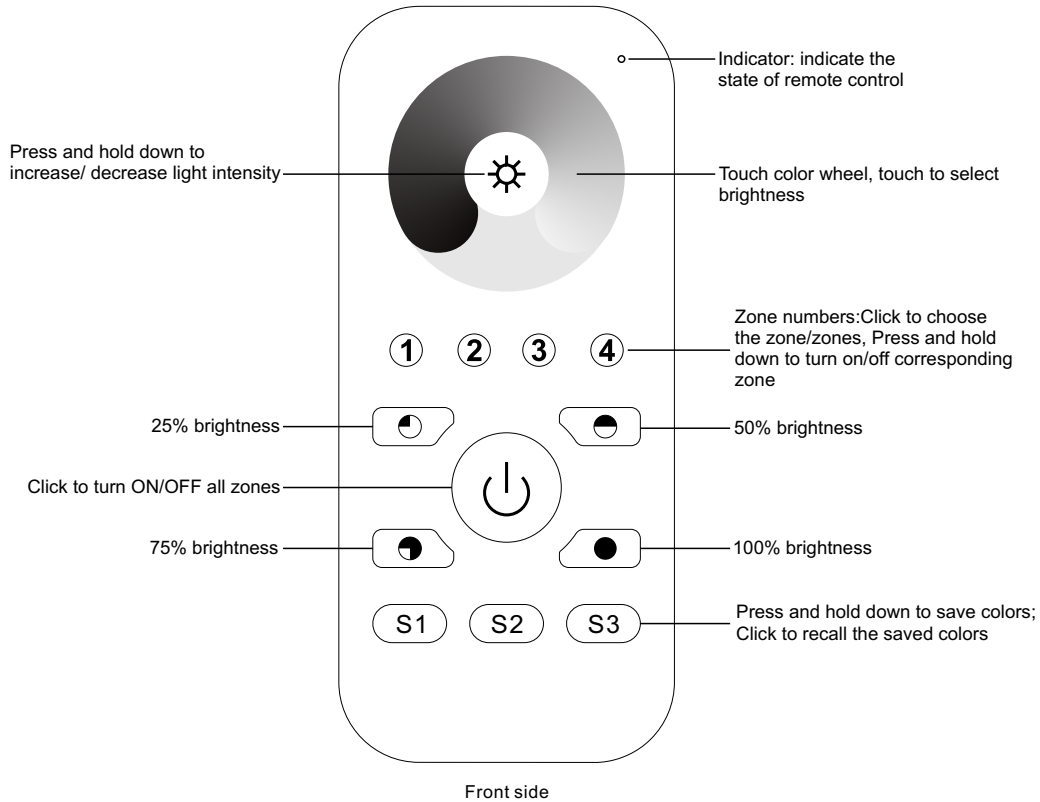 Indicator: indicate the
state of remote control
Press and hold down to
increase/ decrease light intensity
Touch color wheel, touch to select
brightness
Zone numbers:Click to choose
the zone/zones, Press and hold
down to turn on/off corresponding
zone
1 2 3 4
25% brightness
50% brightness
Click to turn ON/OFF all zones
75% brightness
100% brightness
S1 S2 S3
Press and hold down to save colors;
Click to recall the saved colors
Front side